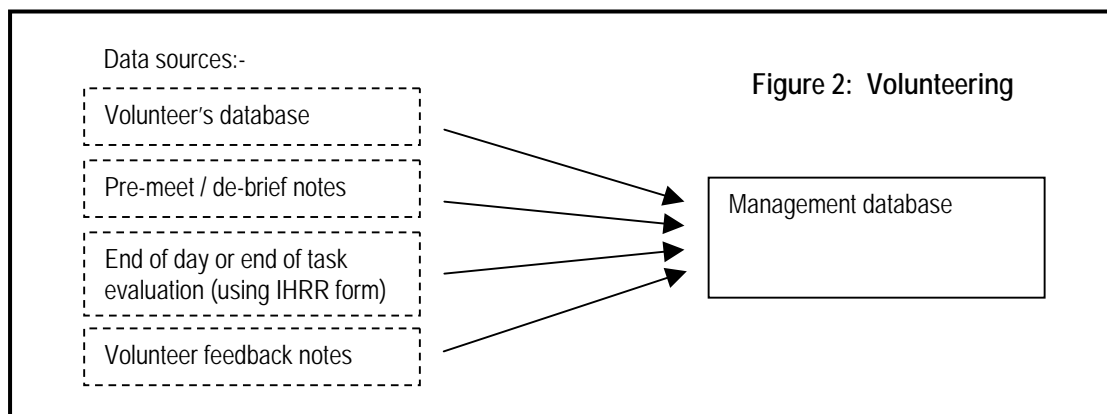 Data sources:-
Figure 2:  Volunteering
Volunteer's database
Pre-meet / de-brief notes
Management database
End of day or end of task
evaluation (using IHRR form)
Volunteer feedback notes